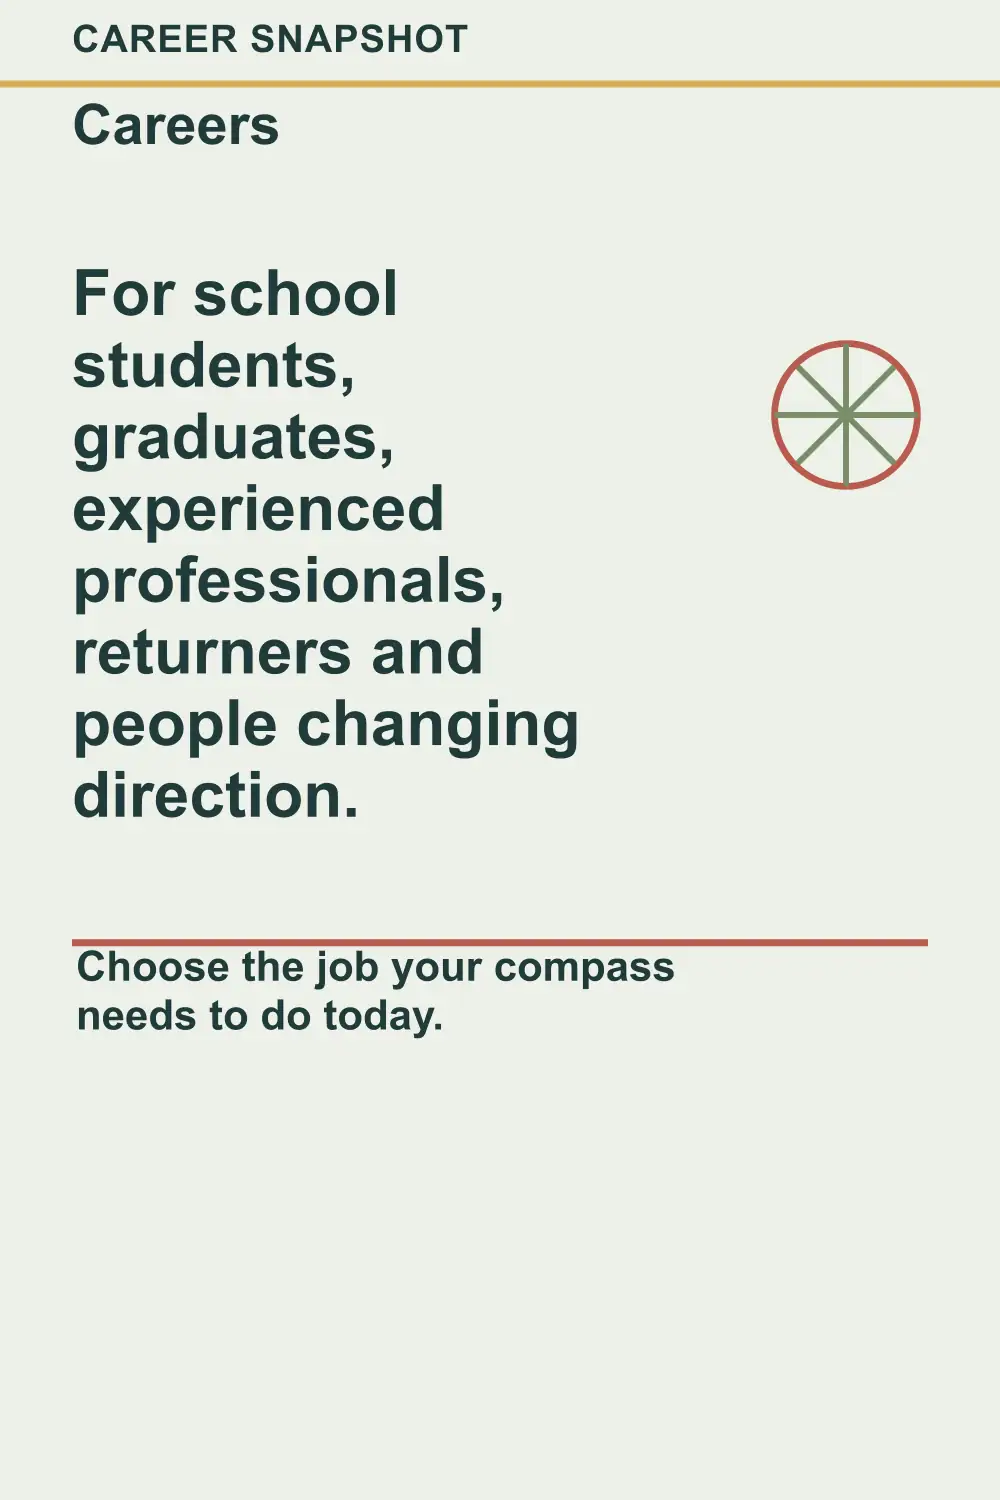 CAREER SNAPSHOT
Careers
For school
students,
graduates,
experienced
professionals,
returners and
people changing
direction.
Choose the job your compass
needs to do today.